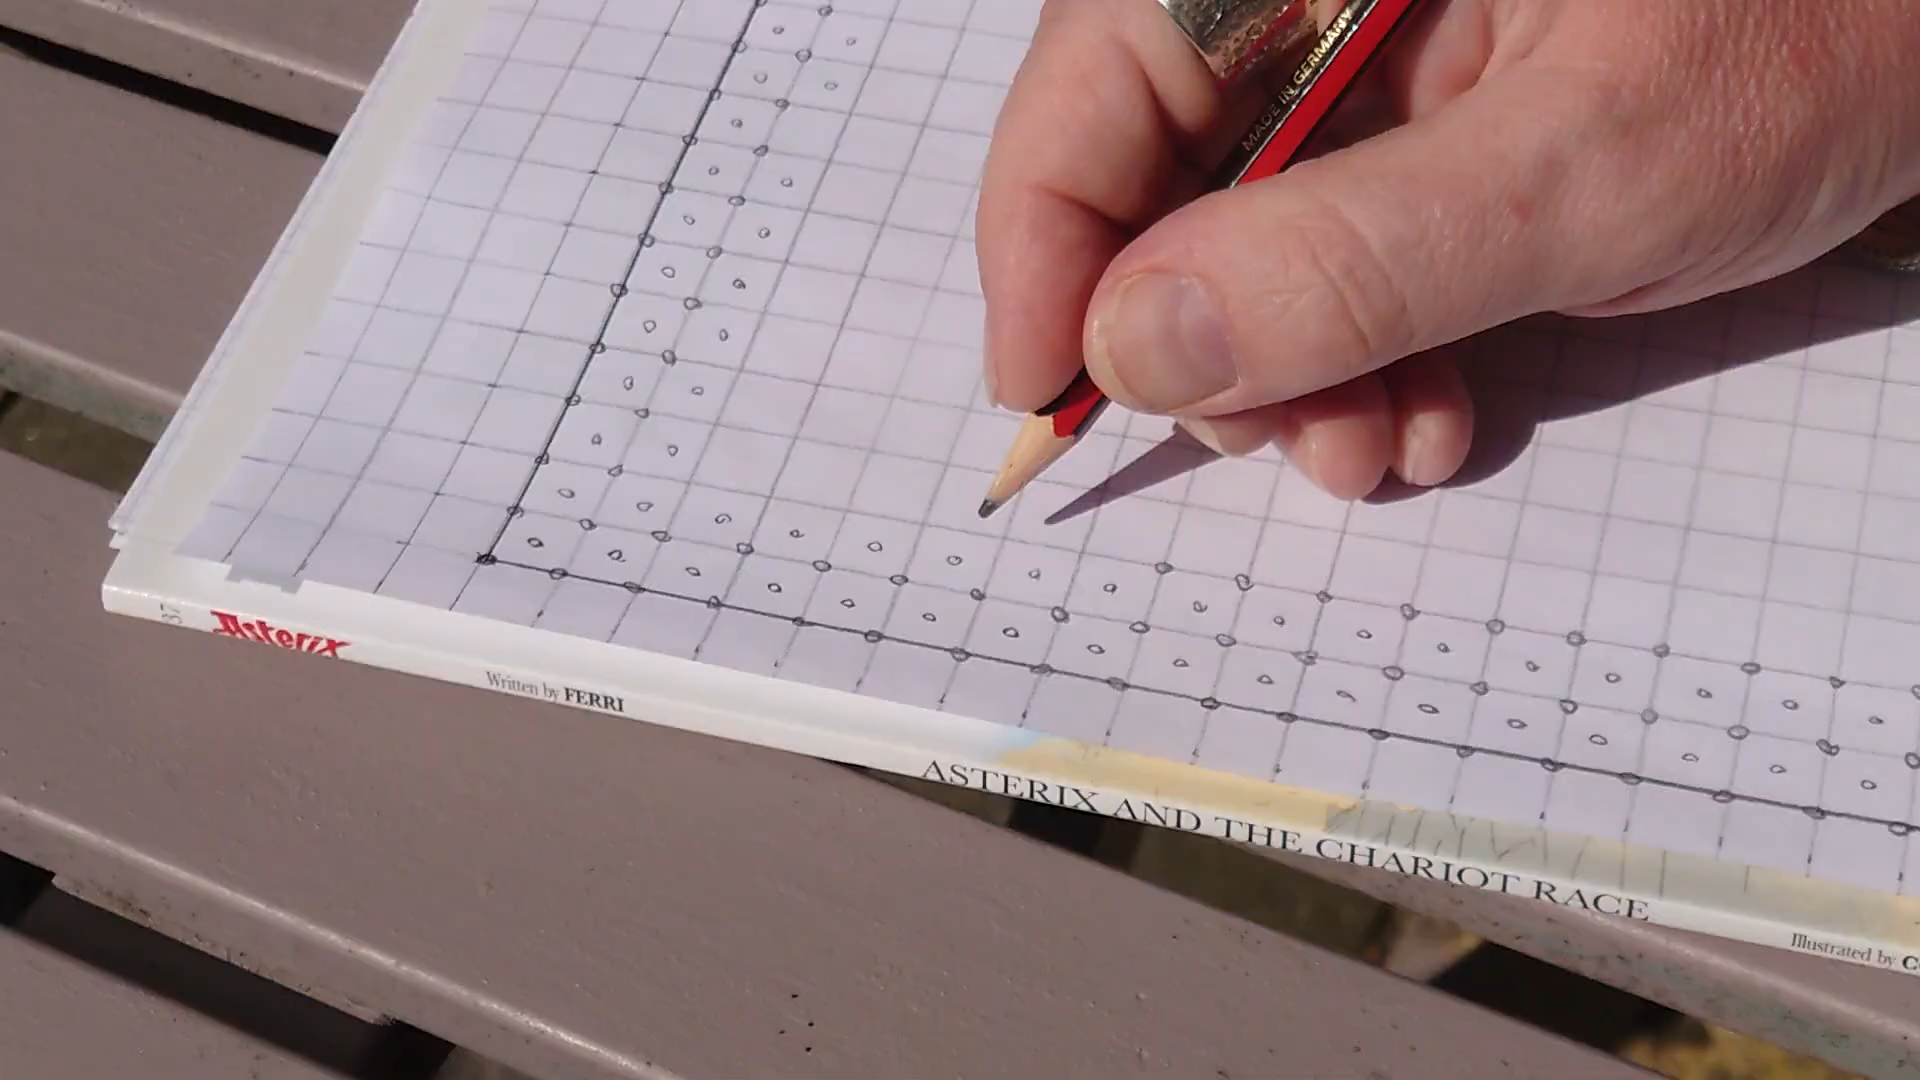 MADE IN GERMANY
37
Asterix
Written by FERRI
ASTERIX AND THE CHARIOT RACE
Illustrated by